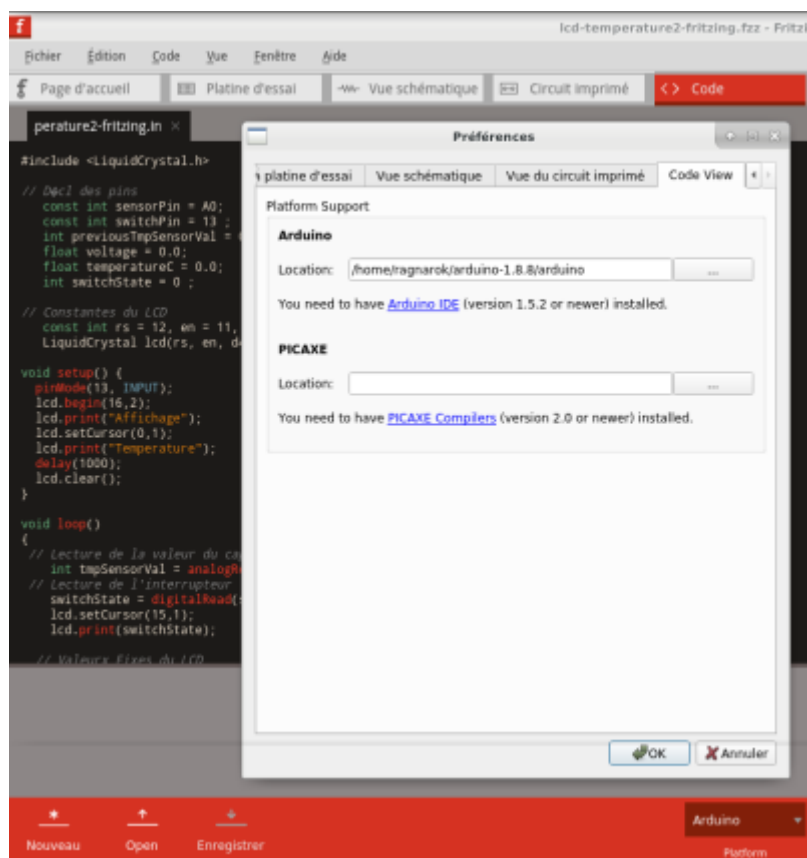 f
lcd-temperature2-fritzing.fzz - Fritzi
Fichier Édition Code Vue Fenêtre Aide
Page d'accueil Platine d'essai Vue schématique Circuit imprimé <> Code
perature2-fritzing.in ×
#include <LiquidCrystal.h>
// Decl des pins
const int sensorPin = A0;
const int switchPin = 13 ;
int previousTmpSensorVal =
float voltage = 0.0;
float temperatureC = 0.0;
int switchState = 0 ;
// Constantes du LCD
const int rs = 12, en = 11,
LiquidCrystal lcd(rs, en, d
void setup() {
pinMode(13, INPUT);
lcd.begin(16,2);
lcd.print("Affichage");
lcd.setCursor(0,1);
lcd.print("Temperature");
delay(1000);
lcd.clear();
}
void loop()
{
// Lecture de la valeur du ca
int tmpSensorVal = analogR
// Lecture de l'interrupteur
switchState = digitalRead(
lcd.setCursor(15,1);
lcd.print(switchState);
// Valeurx Fixes du LCD
Préférences
platine d'essai Vue schématique Vue du circuit imprimé Code View
Platform Support
Arduino
Location: /home/ragnarok/arduino-1.8.8/arduino ...
You need to have Arduino IDE (version 1.5.2 or newer) installed.
PICAXE
Location: ...
You need to have PICAXE Compilers (version 2.0 or newer) installed.
OK Annuler
Nouveau Open Enregistrer
Arduino
Platform